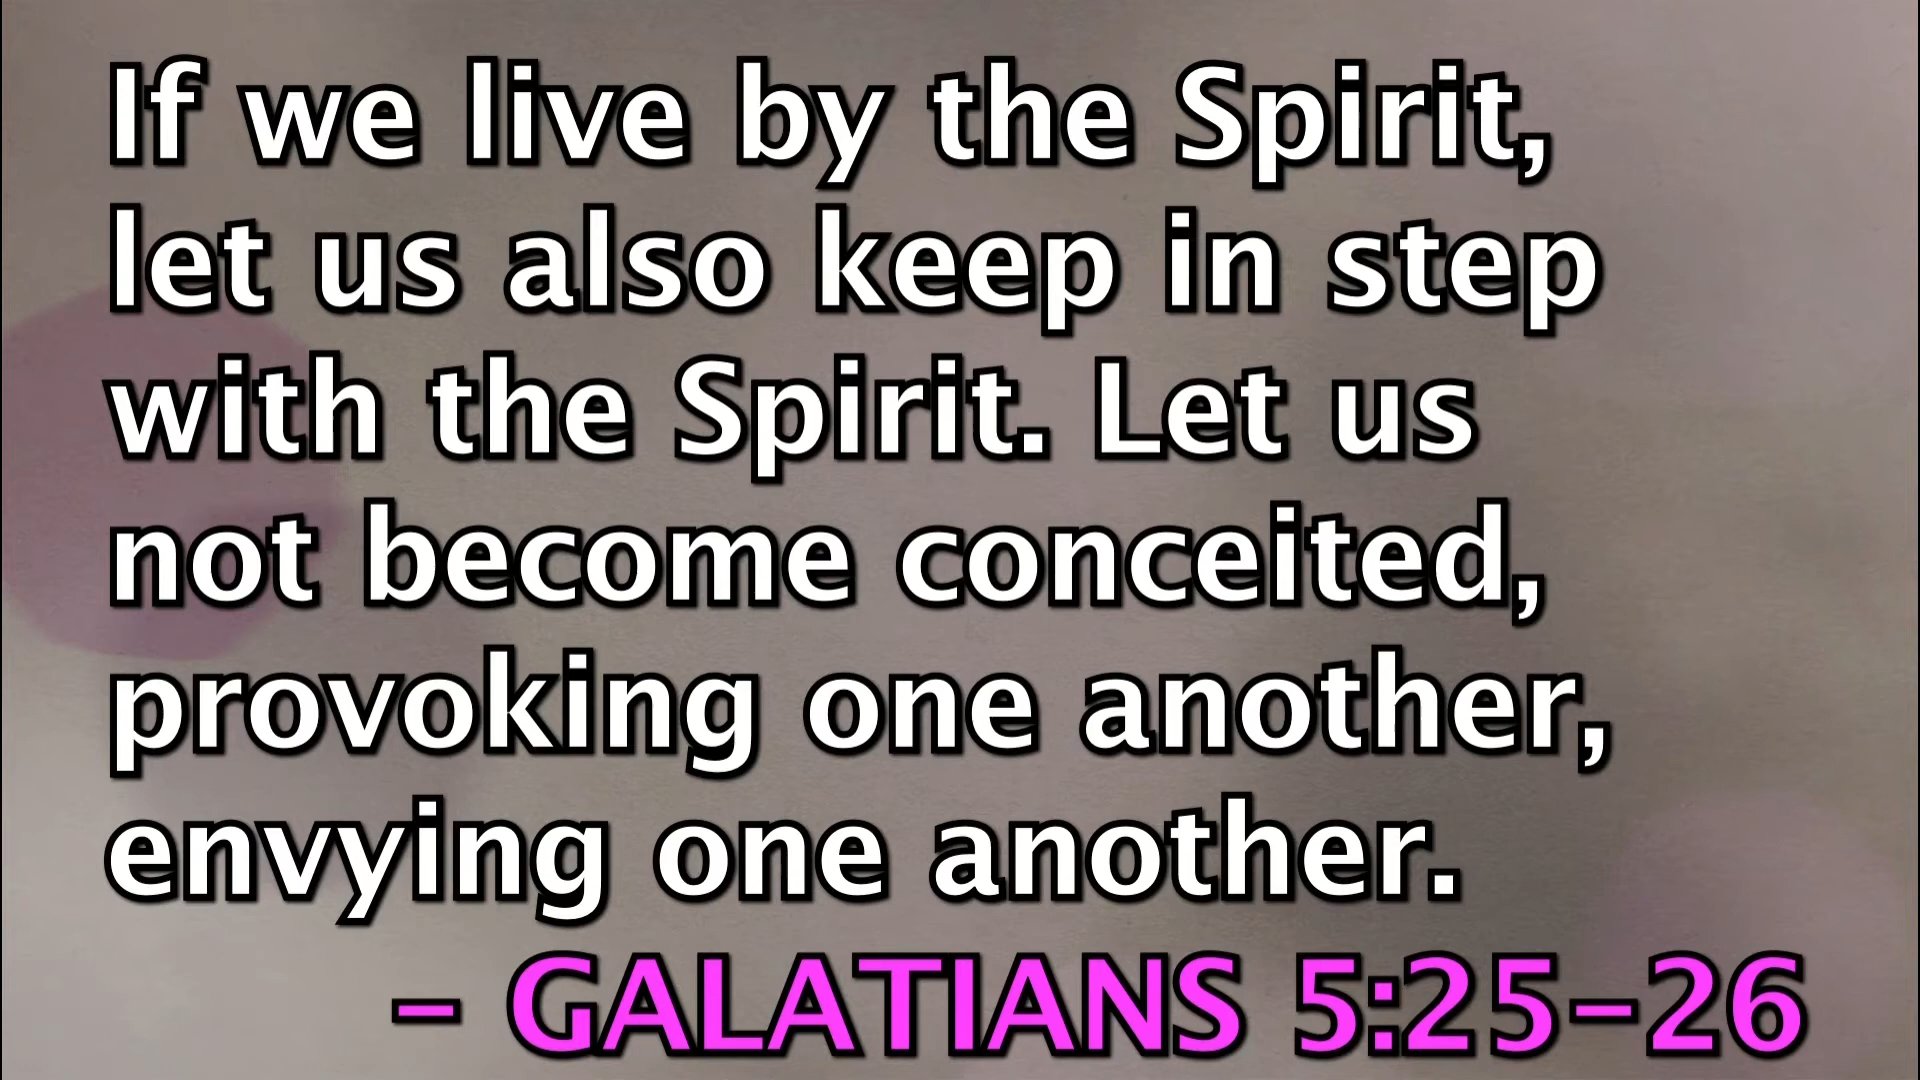 If we live by the Spirit,
let us also keep in step
with the Spirit. Let us
not become conceited,
provoking one another,
envying one another.
– GALATIANS 5:25–26